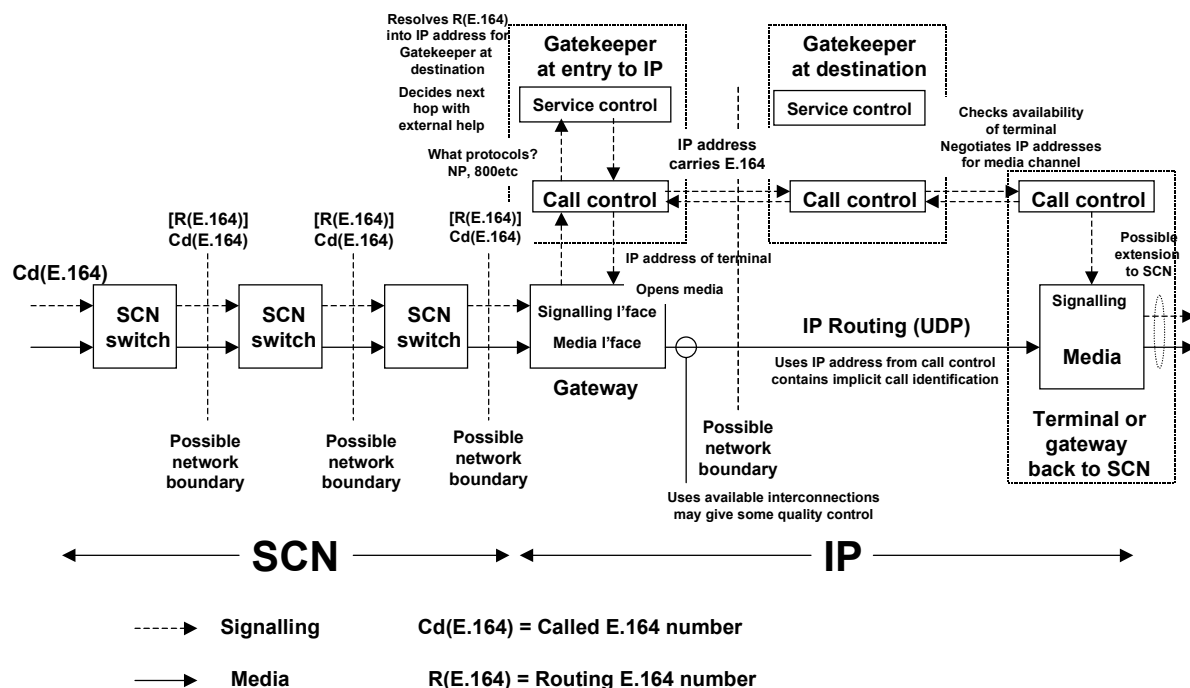 Resolves R(E.164)
into IP address for
Gatekeeper at
destination
Decides next
hop with
external help
What protocols?
NP, 800etc
Gatekeeper
at entry to IP
Service control
Call control
IP address
carries E.164
Gatekeeper
at destination
Service control
Call control
Checks availability
of terminal
Negotiates IP addresses
for media channel
Call control
[R(E.164)]
Cd(E.164)
[R(E.164)]
Cd(E.164)
[R(E.164)]
Cd(E.164)
IP address of terminal
Possible
extension
to SCN
Cd(E.164)
SCN
switch
SCN
switch
SCN
switch
Opens media
Signalling I'face
Media I'face
Gateway
IP Routing (UDP)
Uses IP address from call control
contains implicit call identification
Signalling
Media
Terminal or
gateway
back to SCN
Possible
network
boundary
Possible
network
boundary
Possible
network
boundary
Possible
network
boundary
Uses available interconnections
may give some quality control
SCN
IP
Signalling
Cd(E.164) = Called E.164 number
Media
R(E.164) = Routing E.164 number